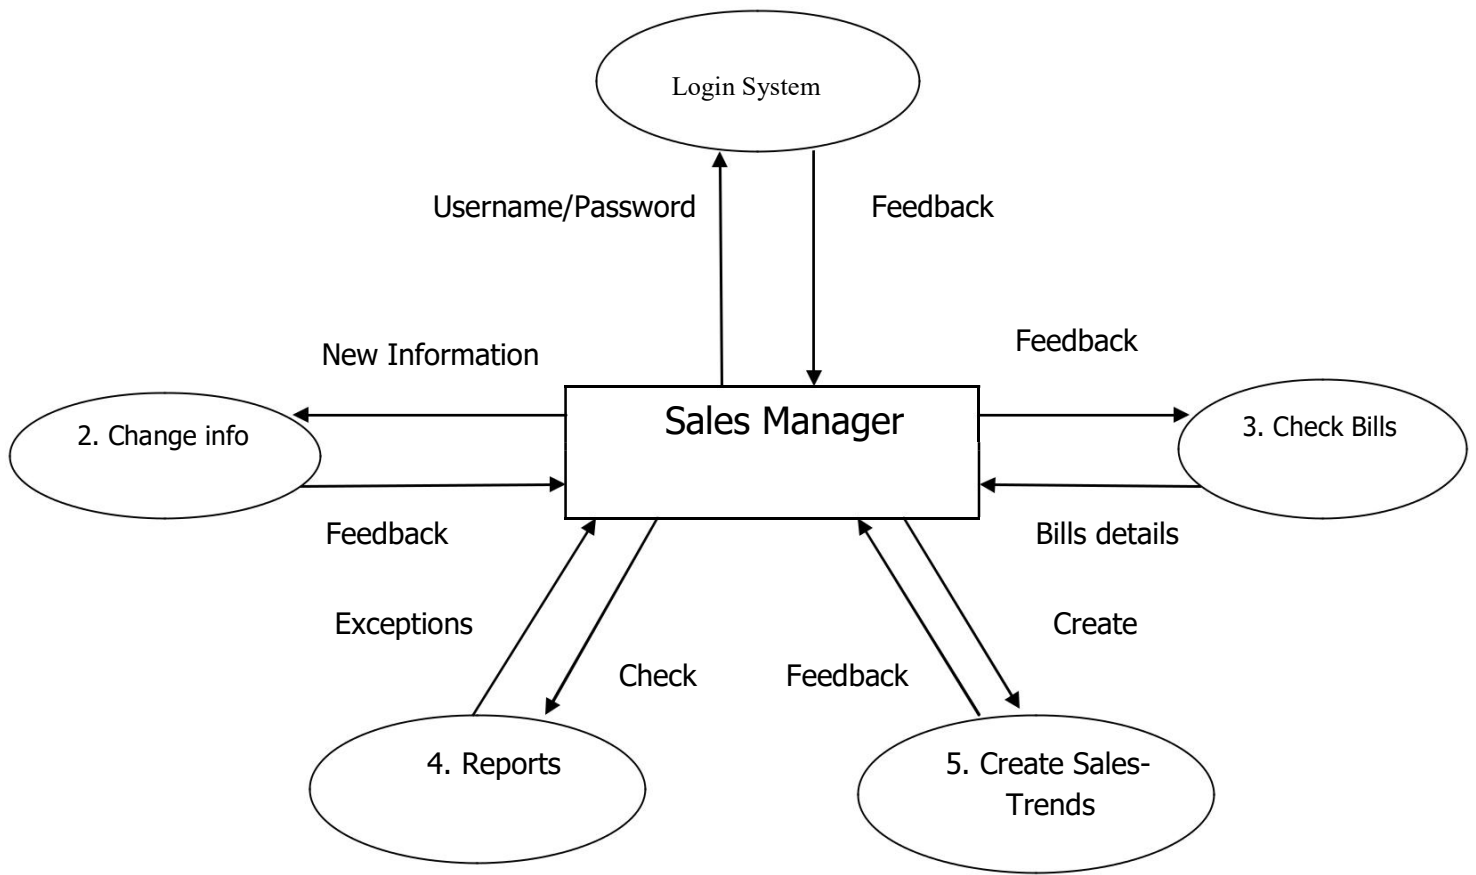 Login System
Username/Password
Feedback
Feedback
New Information
Sales Manager
2. Change info
3. Check Bills
Feedback
Bills details
Exceptions
Create
Check
Feedback
4. Reports
5. Create Sales-
Trends